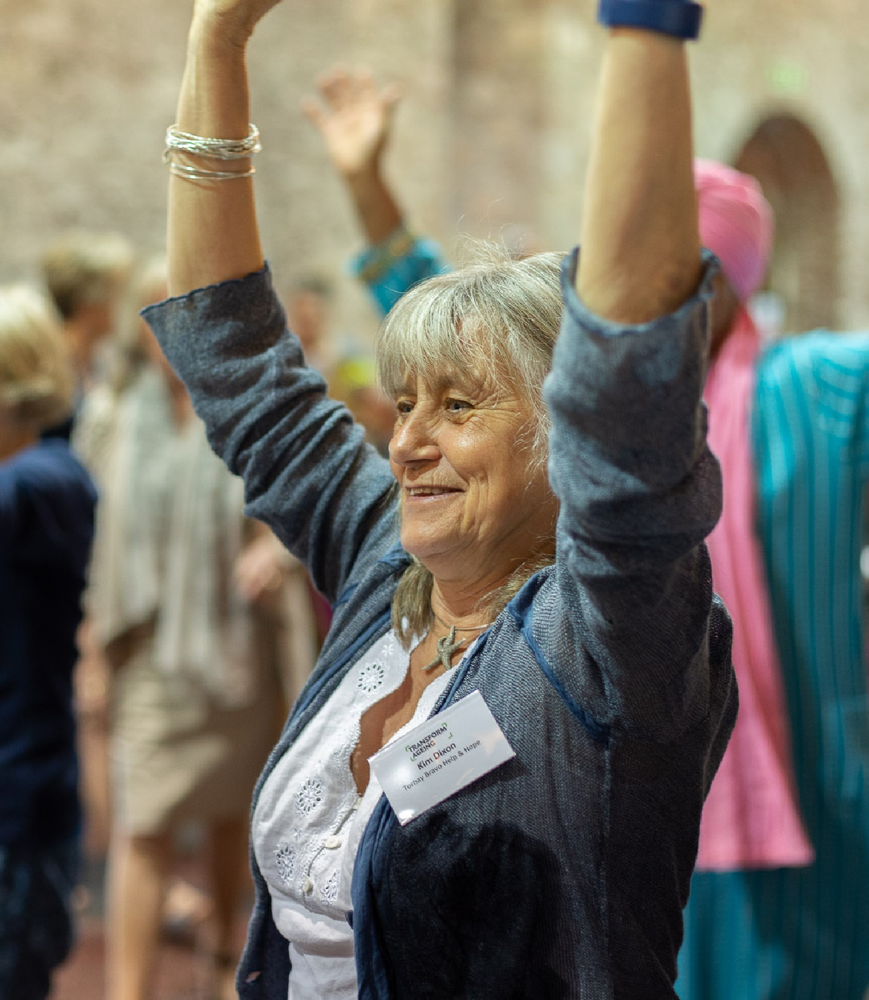 TRANSFORM
AGEING
Kim Dixon
Torbay Bravo Help & Hope